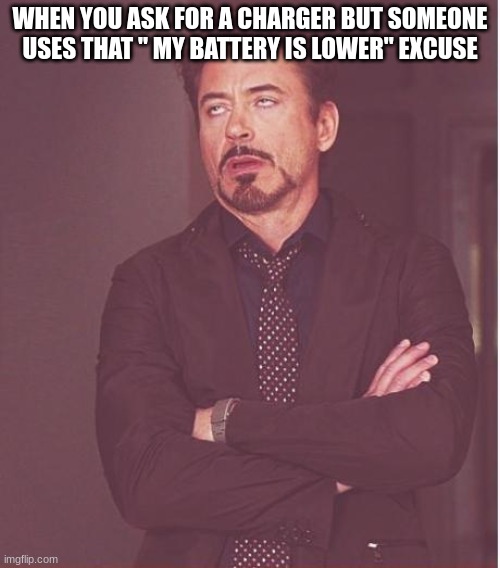 WHEN YOU ASK FOR A CHARGER BUT SOMEONE
USES THAT " MY BATTERY IS LOWER" EXCUSE
imgflip.com